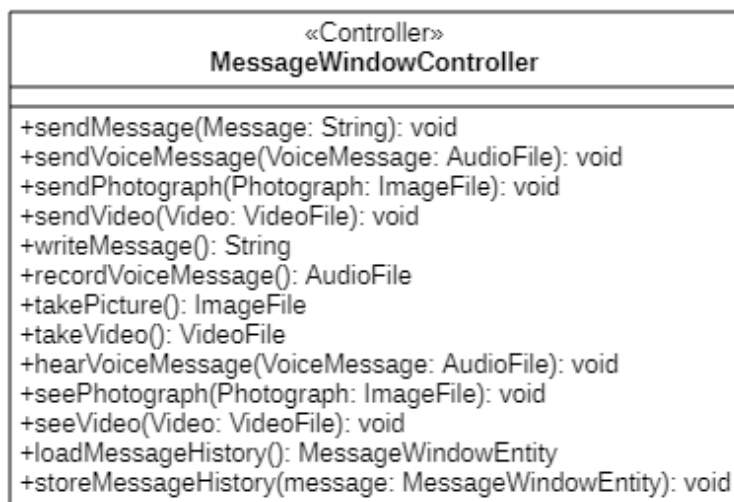 «Controller»
MessageWindowController
+sendMessage(Message: String): void
+sendVoiceMessage(VoiceMessage: AudioFile): void
+sendPhotograph(Photograph: ImageFile): void
+sendVideo(Video: VideoFile): void
+writeMessage(): String
+recordVoiceMessage(): AudioFile
+takePicture(): ImageFile
+takeVideo(): VideoFile
+hearVoiceMessage(VoiceMessage: AudioFile): void
+seePhotograph(Photograph: ImageFile): void
+seeVideo(Video: VideoFile): void
+loadMessageHistory(): MessageWindowEntity
+storeMessageHistory(message: MessageWindowEntity): void